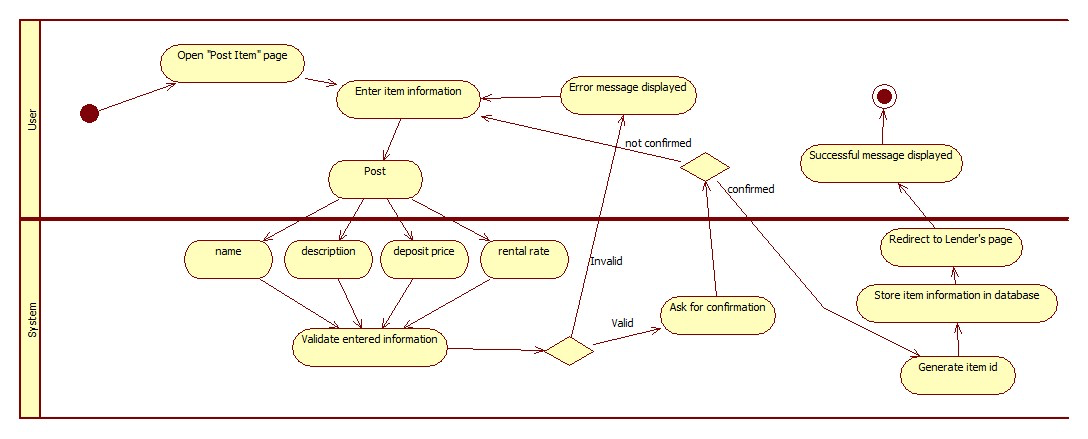 User
Open "Post Item" page
Enter item information
Error message displayed
not confirmed
Post
Successful message displayed
confirmed
System
name
descriptiion
deposit price
rental rate
Redirect to Lender's page
Invalid
Store item information in database
Ask for confirmation
Valid
Validate entered information
Generate item id